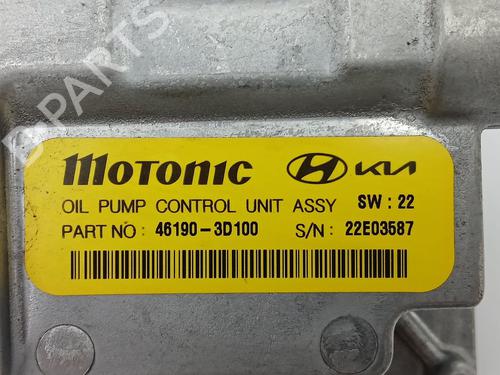 MOTONIC KIA
OIL PUMP CONTROL UNIT ASSY SW : 22
PART NO : 46190-3D100 S/N : 22E03587
B-PARTS